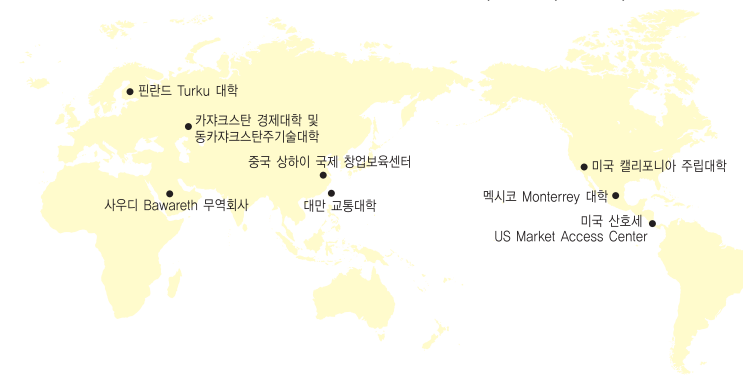 핀란드 Turku 대학
카쟈크스탄 경제대학 및
동카쟈크스탄주기술대학
중국 상하이 국제 창업보육센터
미국 캘리포니아 주립대학
멕시코 Monterrey 대학
사우디 Bawareth 무역회사
대만 교통대학
미국 산호세
US Market Access Center